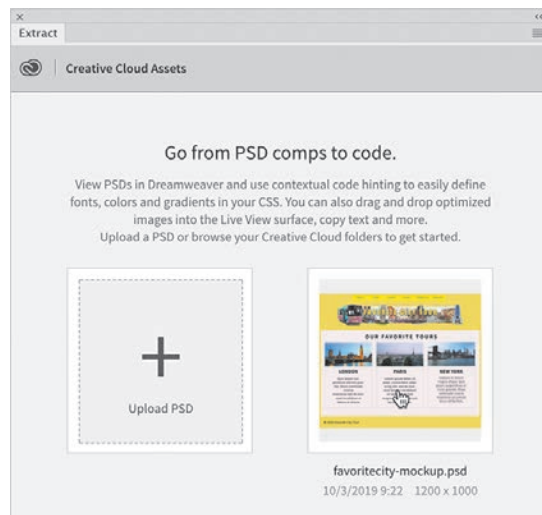 Extract
Creative Cloud Assets
Go from PSD comps to code.
View PSDs in Dreamweaver and use contextual code hinting to easily define
fonts, colors and gradients in your CSS. You can also drag and drop optimized
images into the Live View surface, copy text and more.
Upload a PSD or browse your Creative Cloud folders to get started.
Upload PSD
OUR FAVORITE TOURS
LONDON PARIS NEW YORK
favoritecity-mockup.psd
10/3/2019 9:22 1200 x 1000